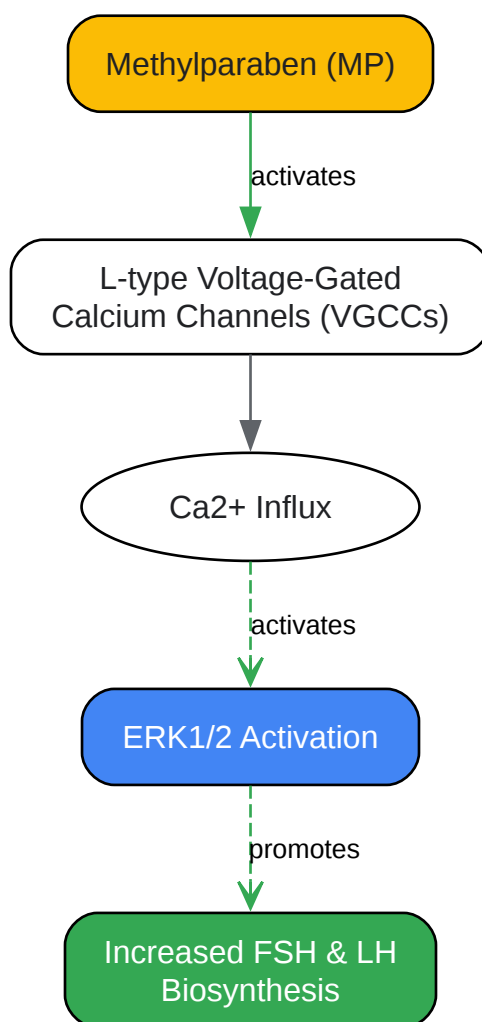 Methylparaben (MP)
activates
L-type Voltage-Gated
Calcium Channels (VGCCs)
Ca2+ Influx
activates
ERK1/2 Activation
promotes
Increased FSH & LH
Biosynthesis